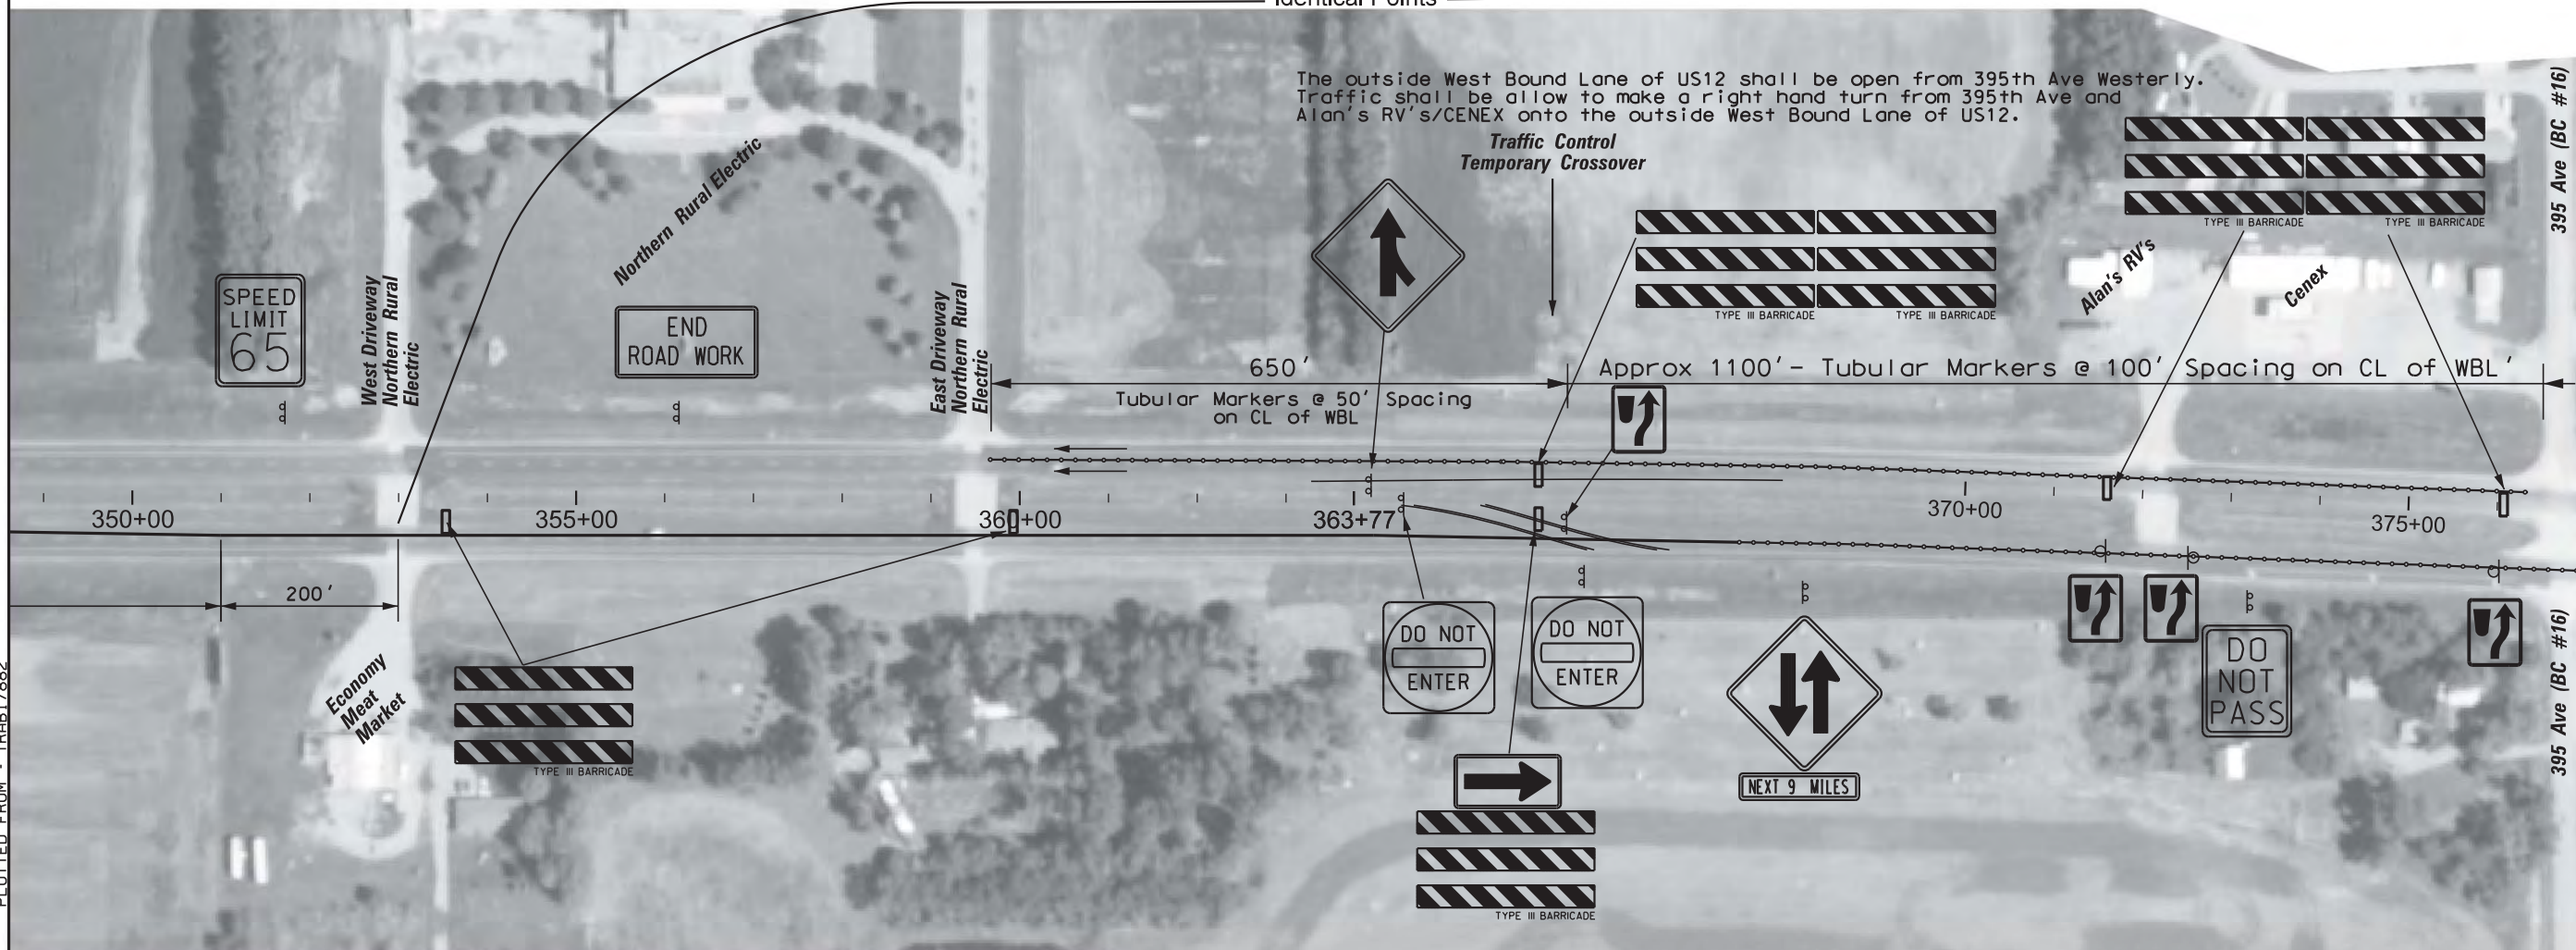 Identical Points
The outside West Bound Lane of US12 shall be open from 395th Ave Westerly.
Traffic shall be allow to make a right hand turn from 395th Ave and
Alan's RV's/CENEX onto the outside West Bound Lane of US12.
Traffic Control
Temporary Crossover
TYPE III BARRICADE
TYPE III BARRICADE
395 Ave (BC #16)
Northern Rural Electric
TYPE III BARRICADE
TYPE III BARRICADE
Alan's RV's
Cenex
SPEED
LIMIT
65
West Driveway
Northern Rural
Electric
END
ROAD WORK
East Driveway
Northern Rural
Electric
650'
Tubular Markers @ 50' Spacing
on CL of WBL
Approx 1100'- Tubular Markers @ 100' Spacing on CL of WBL'
350+00
355+00
360+00
363+77
370+00
375+00
200'
Economy
Meat
Market
TYPE III BARRICADE
DO NOT
ENTER
DO NOT
ENTER
NEXT 9 MILES
DO
NOT
PASS
395 Ave (BC #16)
TYPE III BARRICADE
PLOTTED FROM - TRAB17882